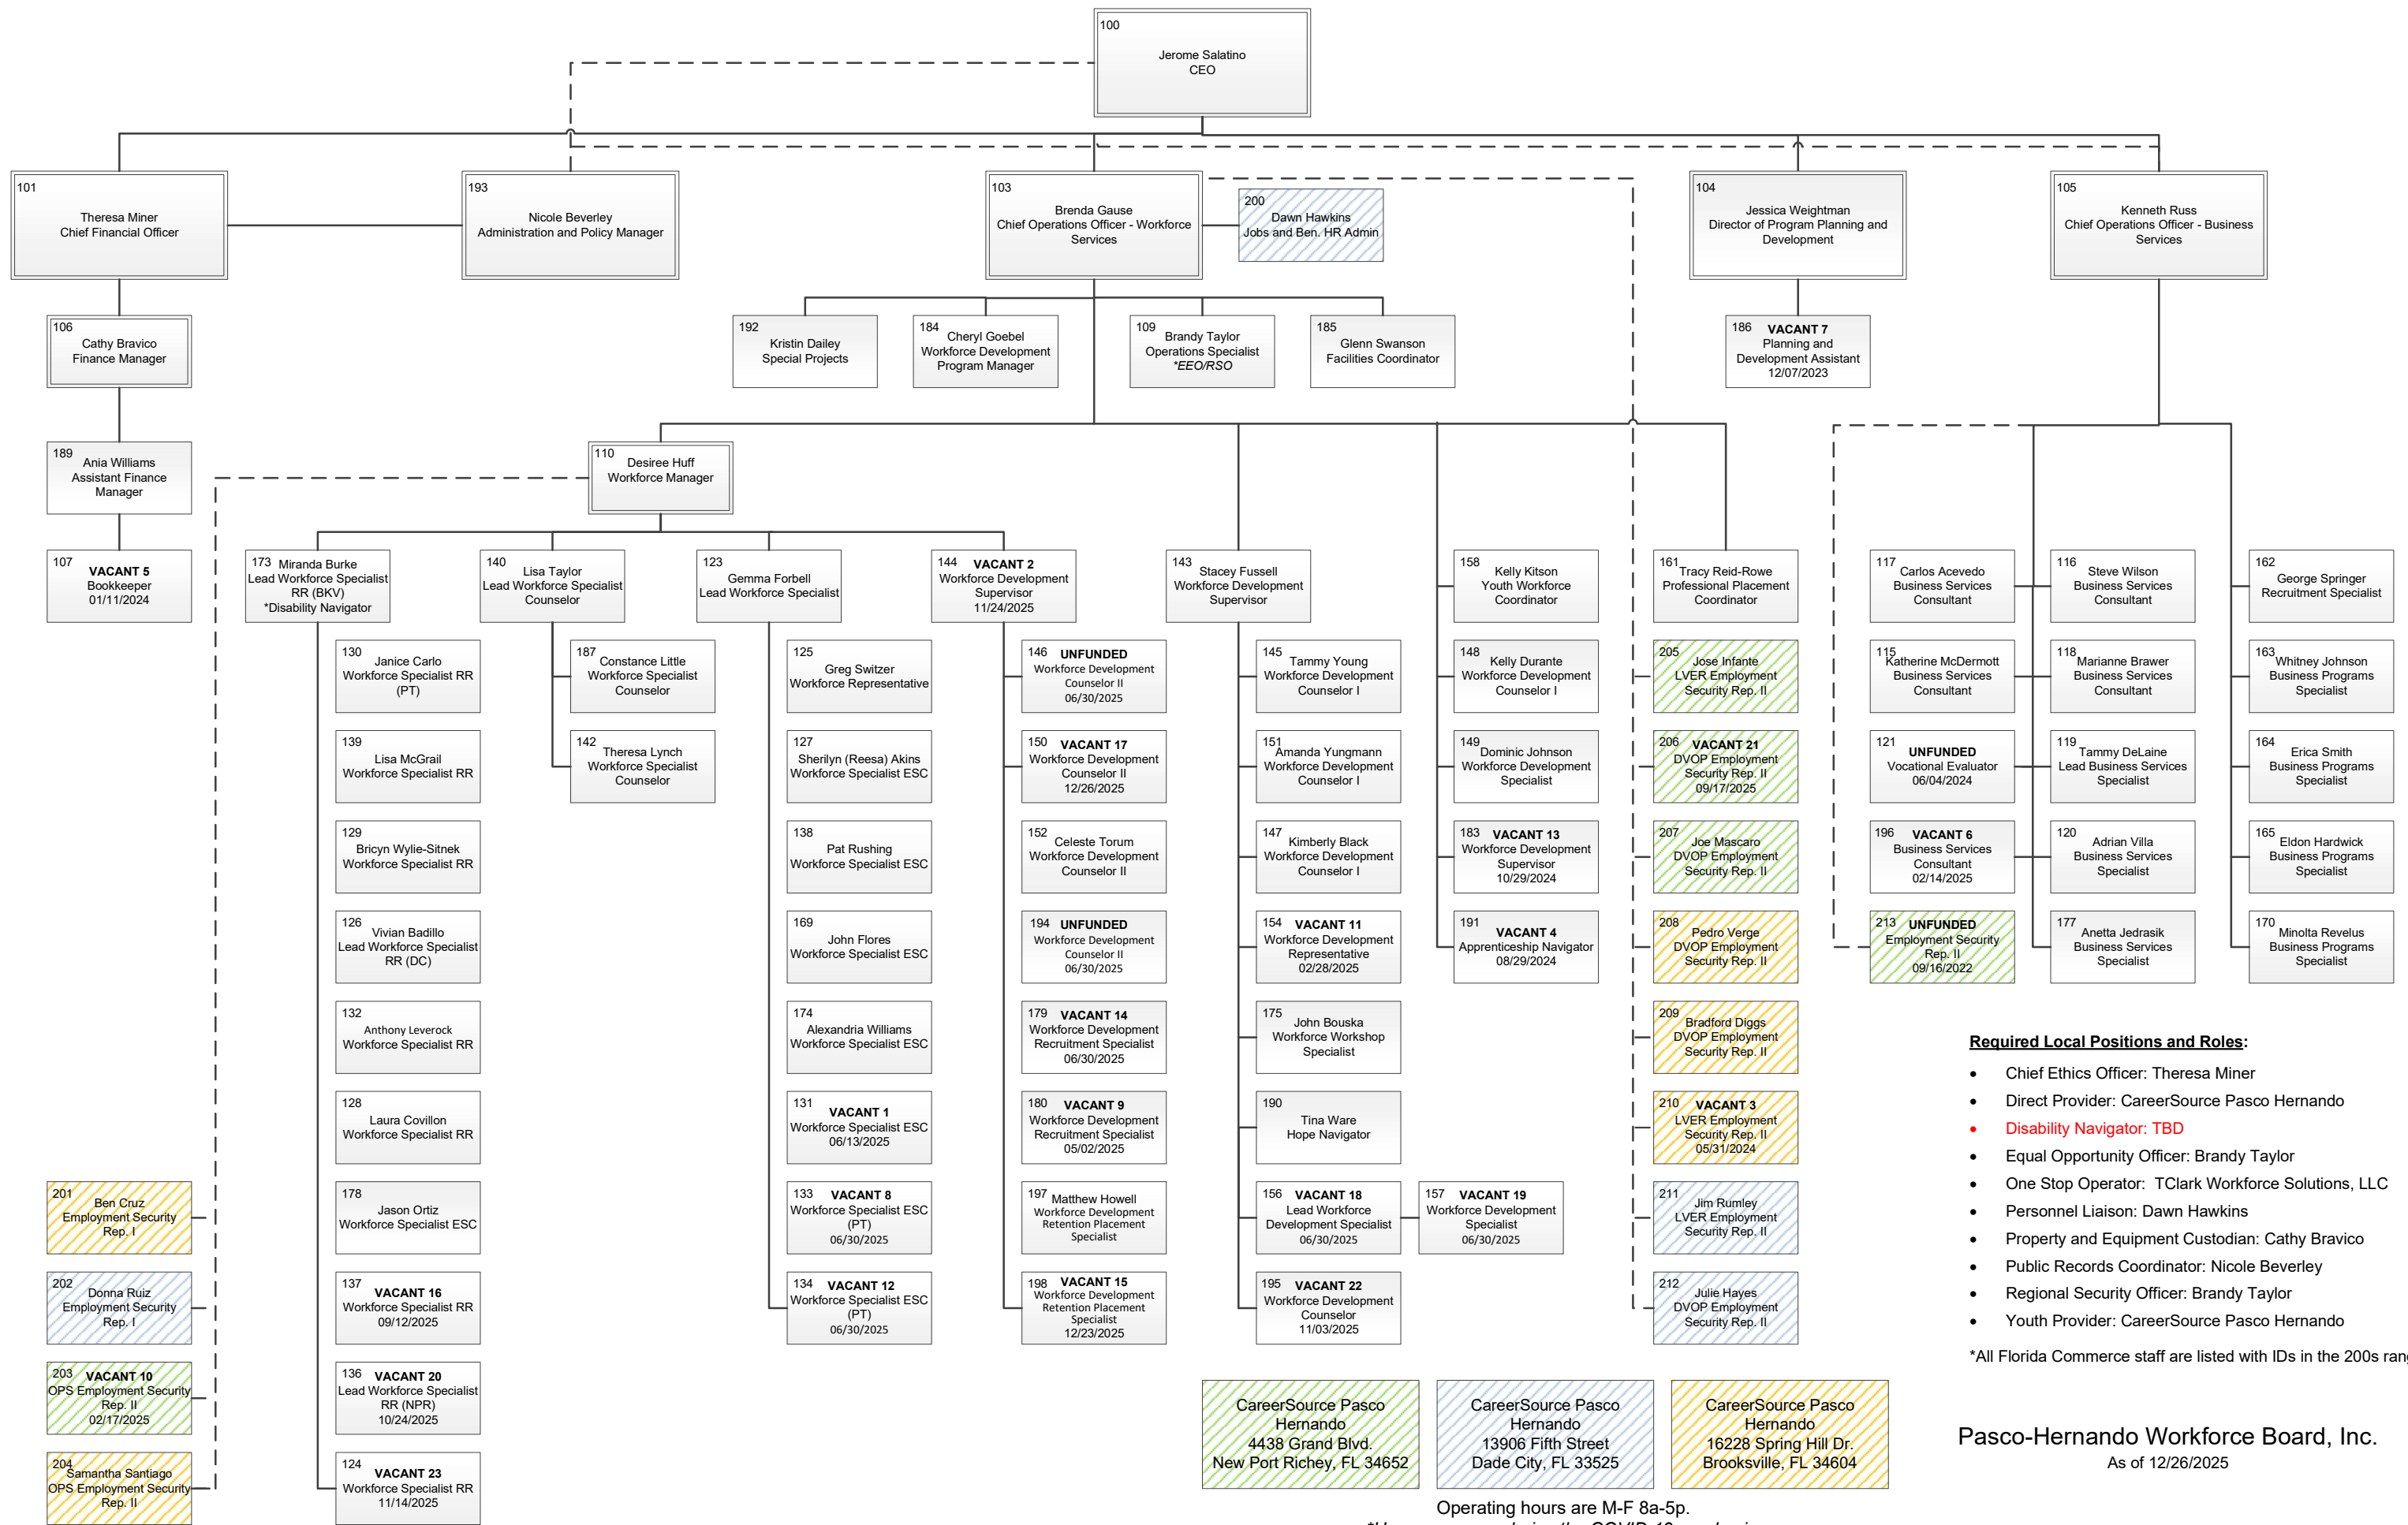 100
Jerome Salatino
CEO
101
Theresa Miner
Chief Financial Officer
193
Nicole Beverley
Administration and Policy Manager
103
Brenda Gause
Chief Operations Officer - Workforce
Services
200
Dawn Hawkins
Jobs and Ben. HR Admin
104
Jessica Weightman
Director of Program Planning and
Development
105
Kenneth Russ
Chief Operations Officer - Business
Services
106
Cathy Bravico
Finance Manager
192
Kristin Dailey
Special Projects
184
Cheryl Goebel
Workforce Development
Program Manager
109
Brandy Taylor
Operations Specialist
*EEO/RSO
185
Glenn Swanson
Facilities Coordinator
186
VACANT 7
Planning and
Development Assistant
12/07/2023
189
Ania Williams
Assistant Finance
Manager
110
Desiree Huff
Workforce Manager
107
VACANT 5
Bookkeeper
01/11/2024
173
Miranda Burke
Lead Workforce Specialist
RR (BKV)
*Disability Navigator
140
Lisa Taylor
Lead Workforce Specialist
Counselor
123
Gemma Forbell
Lead Workforce Specialist
144
VACANT 2
Workforce Development
Supervisor
11/24/2025
143
Stacey Fussell
Workforce Development
Supervisor
158
Kelly Kitson
Youth Workforce
Coordinator
161
Tracy Reid-Rowe
Professional Placement
Coordinator
117
Carlos Acevedo
Business Services
Consultant
116
Steve Wilson
Business Services
Consultant
162
George Springer
Recruitment Specialist
130
Janice Carlo
Workforce Specialist RR
(PT)
187
Constance Little
Workforce Specialist
Counselor
125
Greg Switzer
Workforce Representative
146
UNFUNDED
Workforce Development
Counselor II
06/30/2025
145
Tammy Young
Workforce Development
Counselor I
148
Kelly Durante
Workforce Development
Counselor I
205
Jose Infante
LVER Employment
Security Rep. II
115
Katherine McDermott
Business Services
Consultant
118
Marianne Brawer
Business Services
Consultant
163
Whitney Johnson
Business Programs
Specialist
139
Lisa McGrail
Workforce Specialist RR
142
Theresa Lynch
Workforce Specialist
Counselor
127
Sherilyn (Reesa) Akins
Workforce Specialist ESC
150
VACANT 17
Workforce Development
Counselor II
12/26/2025
151
Amanda Yungmann
Workforce Development
Counselor I
149
Dominic Johnson
Workforce Development
Specialist
206
VACANT 21
DVOP Employment
Security Rep. II
09/17/2025
121
UNFUNDED
Vocational Evaluator
06/04/2024
119
Tammy DeLaine
Lead Business Services
Specialist
164
Erica Smith
Business Programs
Specialist
129
Bricyn Wylie-Sitnek
Workforce Specialist RR
138
Pat Rushing
Workforce Specialist ESC
152
Celeste Torum
Workforce Development
Counselor II
147
Kimberly Black
Workforce Development
Counselor I
183
VACANT 13
Workforce Development
Supervisor
10/29/2024
207
Joe Mascaro
DVOP Employment
Security Rep. II
196
VACANT 6
Business Services
Consultant
02/14/2025
120
Adrian Villa
Business Services
Specialist
165
Eldon Hardwick
Business Programs
Specialist
126
Vivian Badillo
Lead Workforce Specialist
RR (DC)
169
John Flores
Workforce Specialist ESC
194
UNFUNDED
Workforce Development
Counselor II
06/30/2025
154
VACANT 11
Workforce Development
Representative
02/28/2025
191
VACANT 4
Apprenticeship Navigator
08/29/2024
208
Pedro Verge
DVOP Employment
Security Rep. II
213
UNFUNDED
Employment Security
Rep. II
09/16/2022
177
Anetta Jedrasik
Business Services
Specialist
170
Minolta Revelus
Business Programs
Specialist
132
Anthony Leverock
Workforce Specialist RR
174
Alexandria Williams
Workforce Specialist ESC
179
VACANT 14
Workforce Development
Recruitment Specialist
06/30/2025
175
John Bouska
Workforce Workshop
Specialist
209
Bradford Diggs
DVOP Employment
Security Rep. II
128
Laura Covillon
Workforce Specialist RR
131
VACANT 1
Workforce Specialist ESC
06/13/2025
180
VACANT 9
Workforce Development
Recruitment Specialist
05/02/2025
190
Tina Ware
Hope Navigator
210
VACANT 3
LVER Employment
Security Rep. II
05/31/2024
201
Ben Cruz
Employment Security
Rep. I
178
Jason Ortiz
Workforce Specialist ESC
133
VACANT 8
Workforce Specialist ESC
(PT)
06/30/2025
197
Matthew Howell
Workforce Development
Retention Placement
Specialist
156
VACANT 18
Lead Workforce
Development Specialist
06/30/2025
157
VACANT 19
Workforce Development
Specialist
06/30/2025
211
Jim Rumley
LVER Employment
Security Rep. II
202
Donna Ruiz
Employment Security
Rep. I
137
VACANT 16
Workforce Specialist RR
09/12/2025
134
VACANT 12
Workforce Specialist ESC
(PT)
06/30/2025
198
VACANT 15
Workforce Development
Retention Placement
Specialist
12/23/2025
195
VACANT 22
Workforce Development
Counselor
11/03/2025
212
Julie Hayes
DVOP Employment
Security Rep. II
203
VACANT 10
OPS Employment Security
Rep. II
02/17/2025
136
VACANT 20
Lead Workforce Specialist
RR (NPR)
10/24/2025
204
Samantha Santiago
OPS Employment Security
Rep. II
124
VACANT 23
Workforce Specialist RR
11/14/2025
Required Local Positions and Roles:
• Chief Ethics Officer: Theresa Miner
• Direct Provider: CareerSource Pasco Hernando
• Disability Navigator: TBD
• Equal Opportunity Officer: Brandy Taylor
• One Stop Operator: TClark Workforce Solutions, LLC
• Personnel Liaison: Dawn Hawkins
• Property and Equipment Custodian: Cathy Bravico
• Public Records Coordinator: Nicole Beverley
• Regional Security Officer: Brandy Taylor
• Youth Provider: CareerSource Pasco Hernando
*All Florida Commerce staff are listed with IDs in the 200s
CareerSource Pasco
Hernando
4438 Grand Blvd.
New Port Richey, FL 34652
CareerSource Pasco
Hernando
13906 Fifth Street
Dade City, FL 33525
CareerSource Pasco
Hernando
16228 Spring Hill Dr.
Brooksville, FL 34604
Pasco-Hernando Workforce Board, Inc.
As of 12/26/2025
Operating hours are M-F 8a-5p.